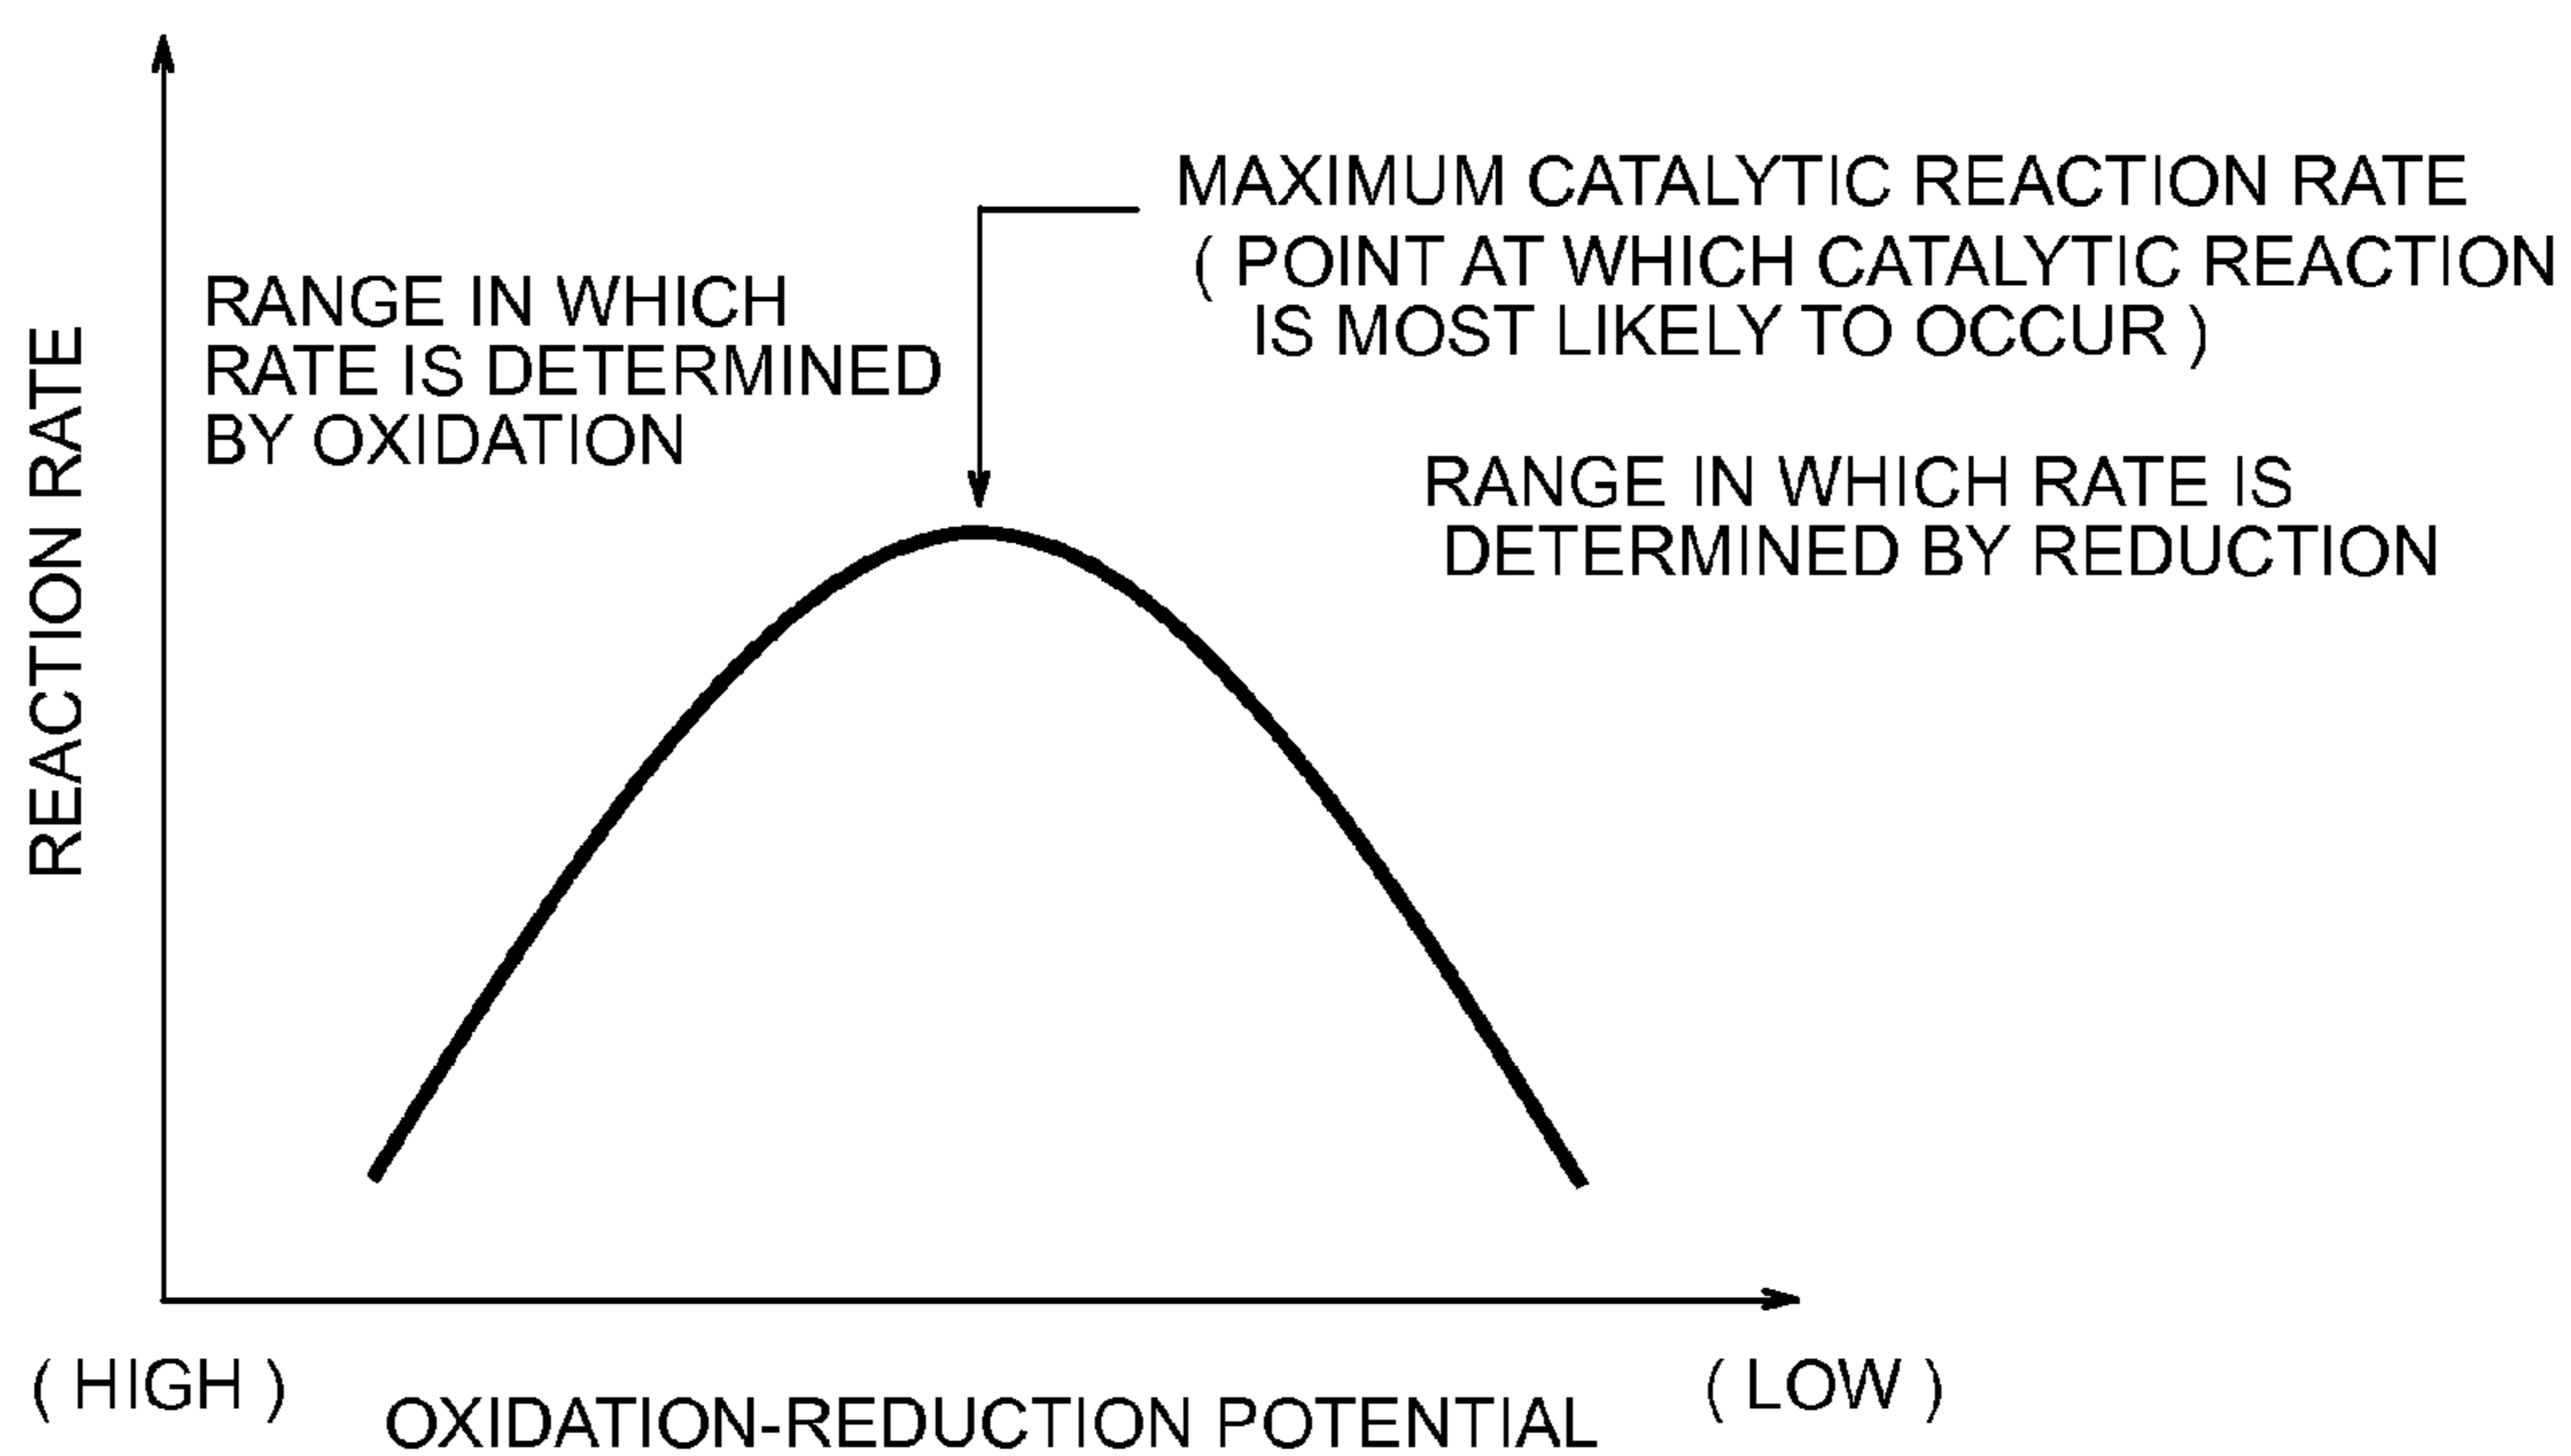 MAXIMUM CATALYTIC REACTION RATE
( POINT AT WHICH CATALYTIC REACTION
IS MOST LIKELY TO OCCUR )
RANGE IN WHICH
RATE IS DETERMINED
BY OXIDATION
RANGE IN WHICH RATE IS
DETERMINED BY REDUCTION
REACTION RATE
( HIGH )
OXIDATION-REDUCTION POTENTIAL
( LOW )